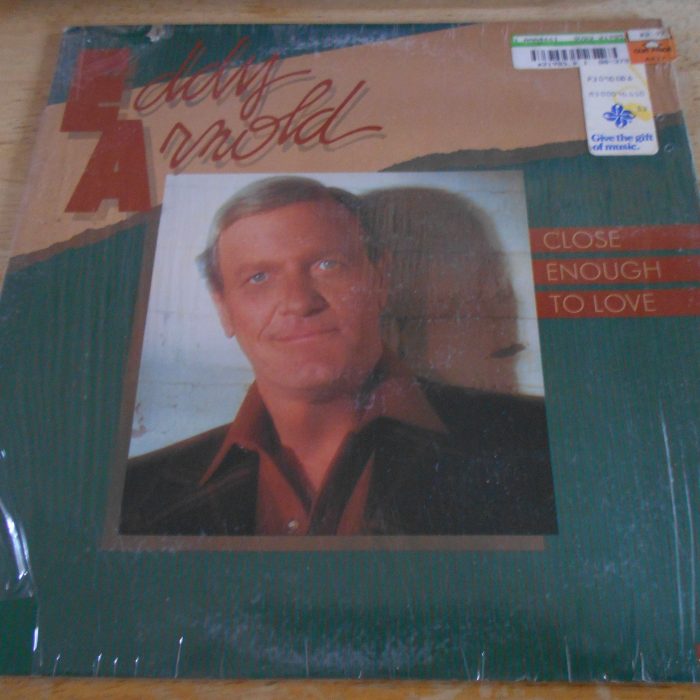 Eddy
Arnold
Give the gift
of music.
CLOSE
ENOUGH
TO LOVE